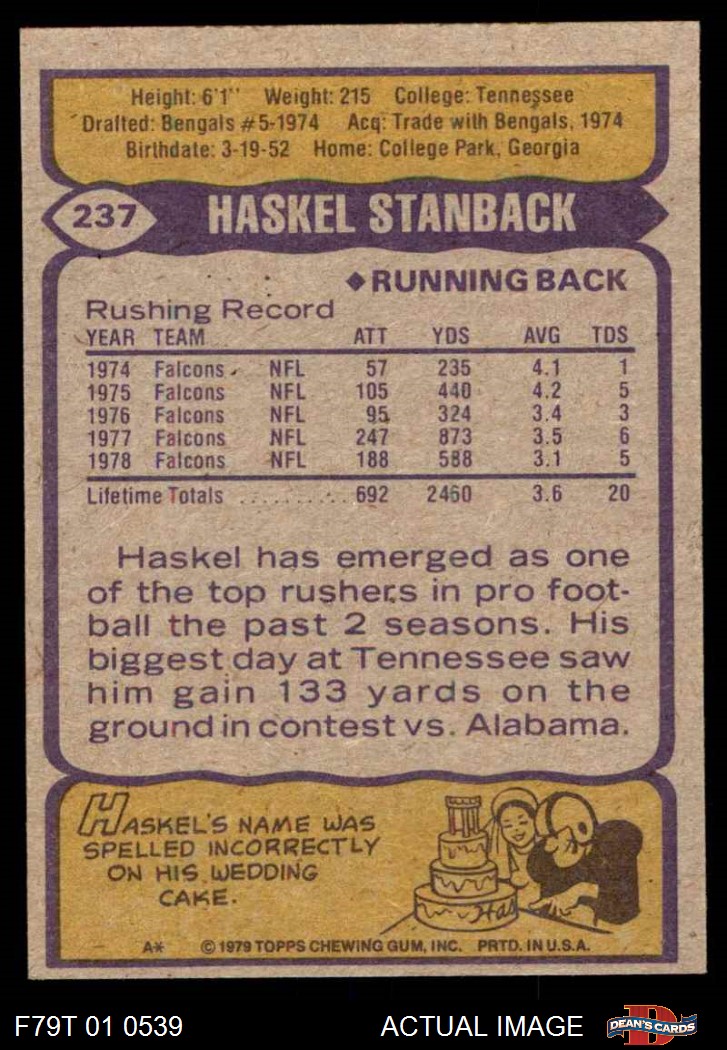 Height: 6'1" Weight: 215 College: Tennessee
Drafted: Bengals #5-1974 Acq: Trade with Bengals, 1974
Birthdate: 3-19-52 Home: College Park, Georgia
237 HASKEL STANBACK
◆RUNNING BACK
Rushing Record
YEAR TEAM ATT YDS AVG TDS
1974 Falcons NFL 57 235 4.1 1
1975 Falcons NFL 105 440 4.2 5
1976 Falcons NFL 95 324 3.4 3
1977 Falcons NFL 247 873 3.5 6
1978 Falcons NFL 188 588 3.1 5
Lifetime Totals .......... 692 2460 3.6 20
Haskel has emerged as one
of the top rushers in pro foot-
ball the past 2 seasons. His
biggest day at Tennessee saw
him gain 133 yards on the
ground in contest vs. Alabama.
HASKEL'S NAME WAS
SPELLED INCORRECTLY
ON HIS WEDDING
CAKE.
Has
A* © 1979 TOPPS CHEWING GUM, INC. PRTD. IN U.S.A.
F79T 01 0539 ACTUAL IMAGE D DEAN'S CARDS